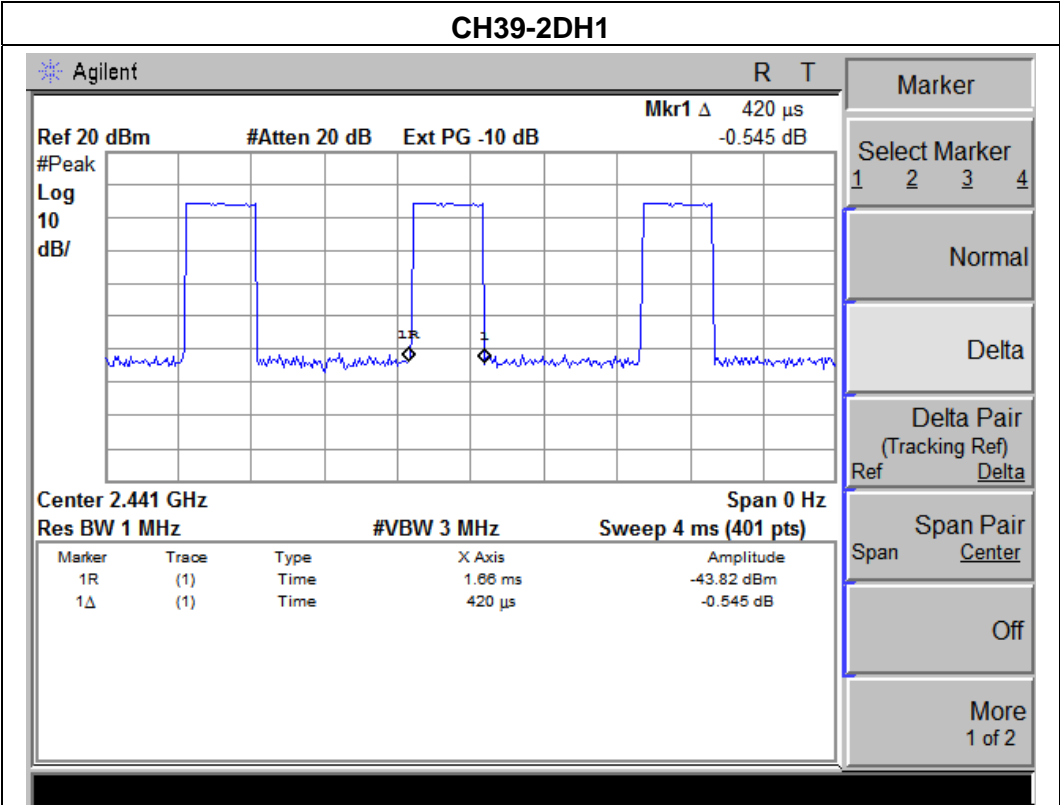 CH39-2DH1
Agilent
R T
Mkr1 Δ 420 µs
Ref 20 dBm #Atten 20 dB Ext PG -10 dB -0.545 dB
#Peak
Log
10
dB/
1R
1
Center 2.441 GHz Span 0 Hz
Res BW 1 MHz #VBW 3 MHz Sweep 4 ms (401 pts)
Marker Trace Type X Axis Amplitude
1R (1) Time 1.66 ms -43.82 dBm
1Δ (1) Time 420 µs -0.545 dB
Marker
Select Marker
1 2 3 4
Normal
Delta
Delta Pair
(Tracking Ref)
Ref Delta
Span Pair
Span Center
Off
More
1 of 2